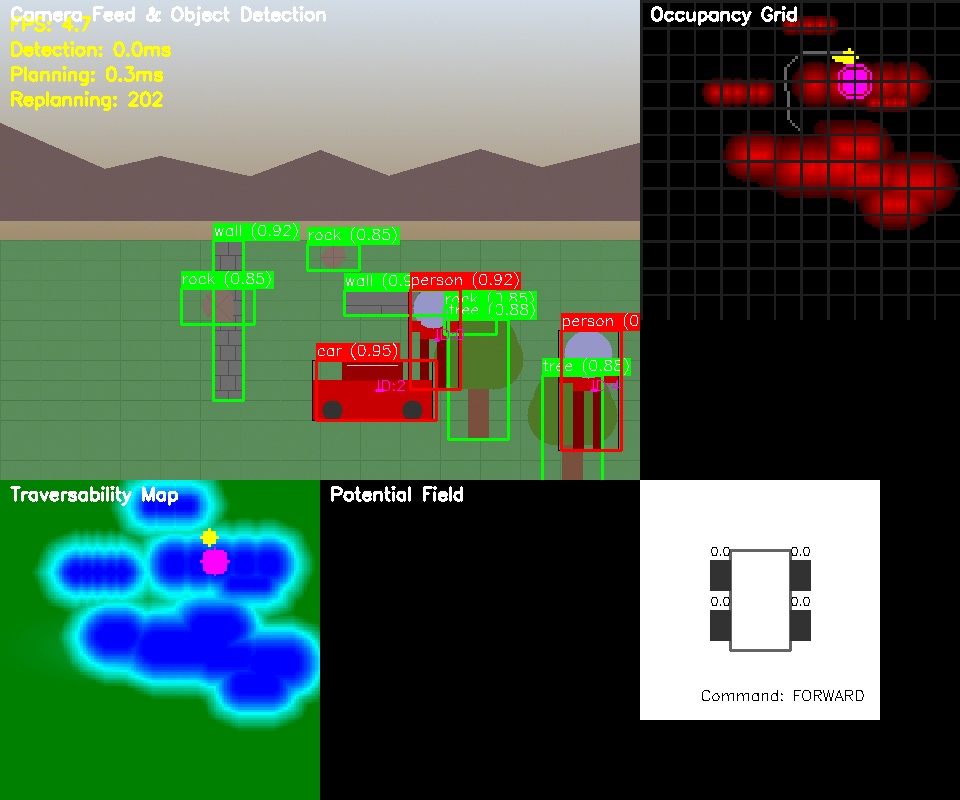 Camera Feed & Object Detection
FPS: 4.7
Detection: 0.0ms
Planning: 0.3ms
Replanning: 202
wall (0.92)
rock (0.85)
rock (0.85)
wall (0.9
person (0.92)
rock (0.85)
tree (0.88)
person (0
car (0.95)
tree (0.88)
ID:2
Occupancy Grid
Traversability Map
Potential Field
0.0
0.0
0.0
0.0
Command: FORWARD